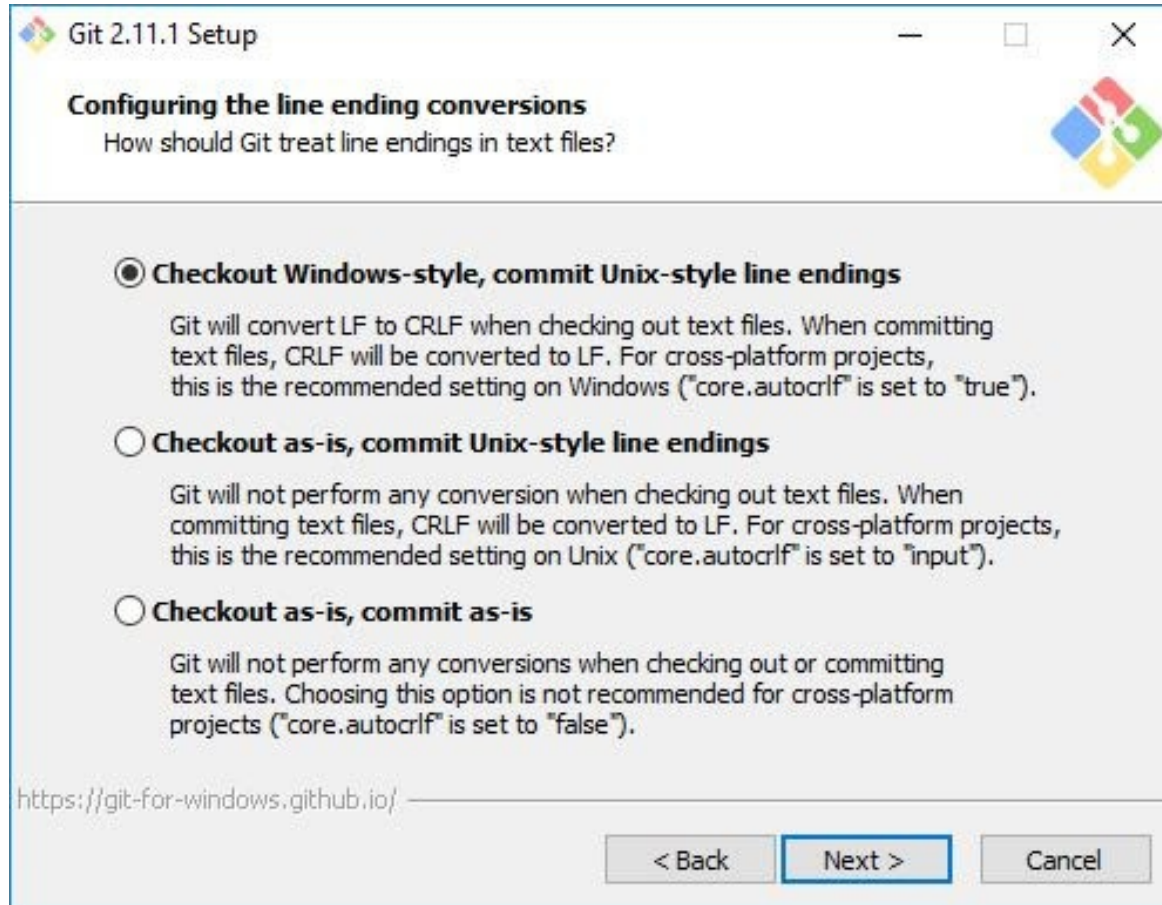 Git 2.11.1 Setup
Configuring the line ending conversions
How should Git treat line endings in text files?
Checkout Windows-style, commit Unix-style line endings
Git will convert LF to CRLF when checking out text files. When committing
text files, CRLF will be converted to LF. For cross-platform projects,
this is the recommended setting on Windows ("core.autocrlf" is set to "true").
Checkout as-is, commit Unix-style line endings
Git will not perform any conversion when checking out text files. When
committing text files, CRLF will be converted to LF. For cross-platform projects,
this is the recommended setting on Unix ("core.autocrlf" is set to "input").
Checkout as-is, commit as-is
Git will not perform any conversions when checking out or committing
text files. Choosing this option is not recommended for cross-platform
projects ("core.autocrlf" is set to "false").
https://git-for-windows.github.io/
< Back Next > Cancel